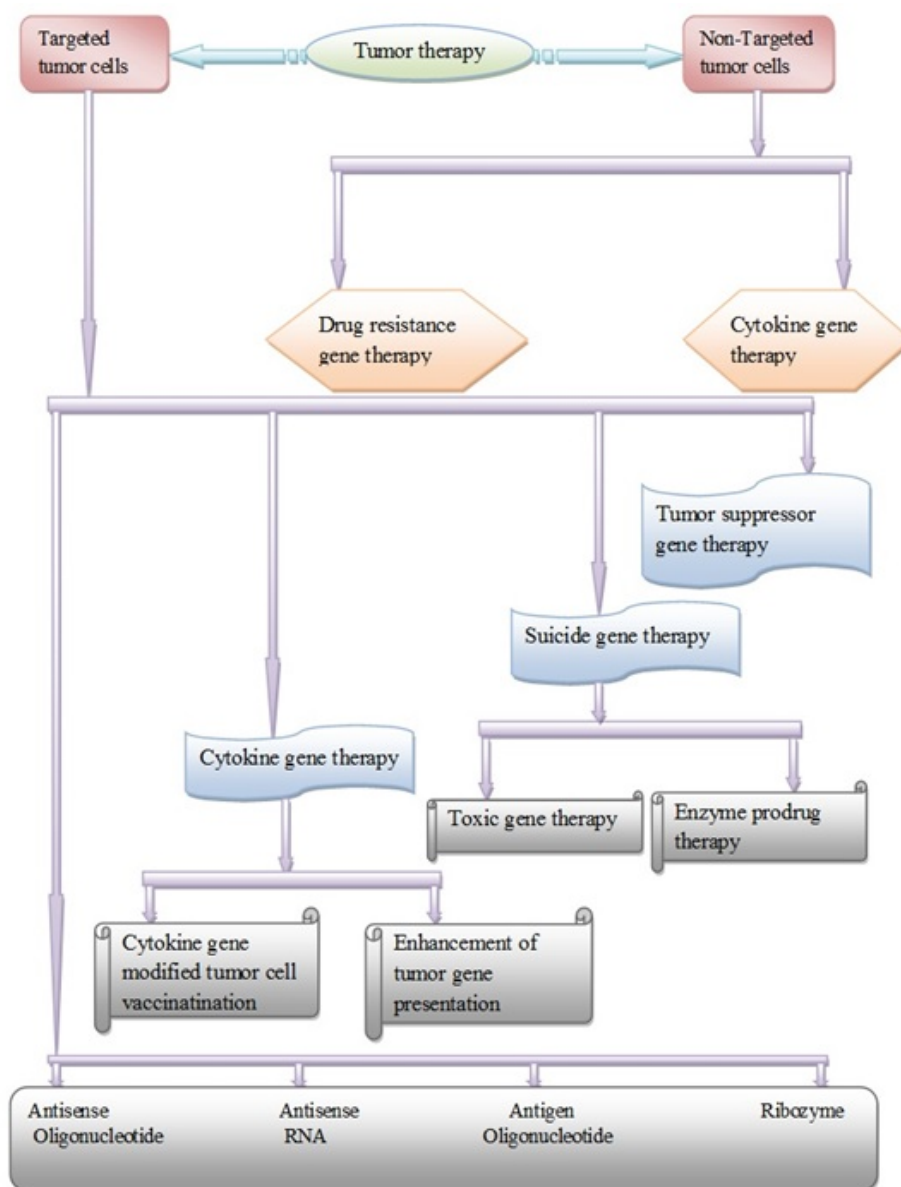 Targeted
tumor cells
Tumor therapy
Non-Targeted
tumor cells
Drug resistance
gene therapy
Cytokine gene
therapy
Tumor suppressor
gene therapy
Suicide gene therapy
Cytokine gene therapy
Toxic gene therapy
Enzyme prodrug
therapy
Cytokine gene
modified tumor cell
vaccinatination
Enhancement of
tumor gene
presentation
Antisense
Oligonucleotide
Antisense
RNA
Antigen
Oligonucleotide
Ribozyme